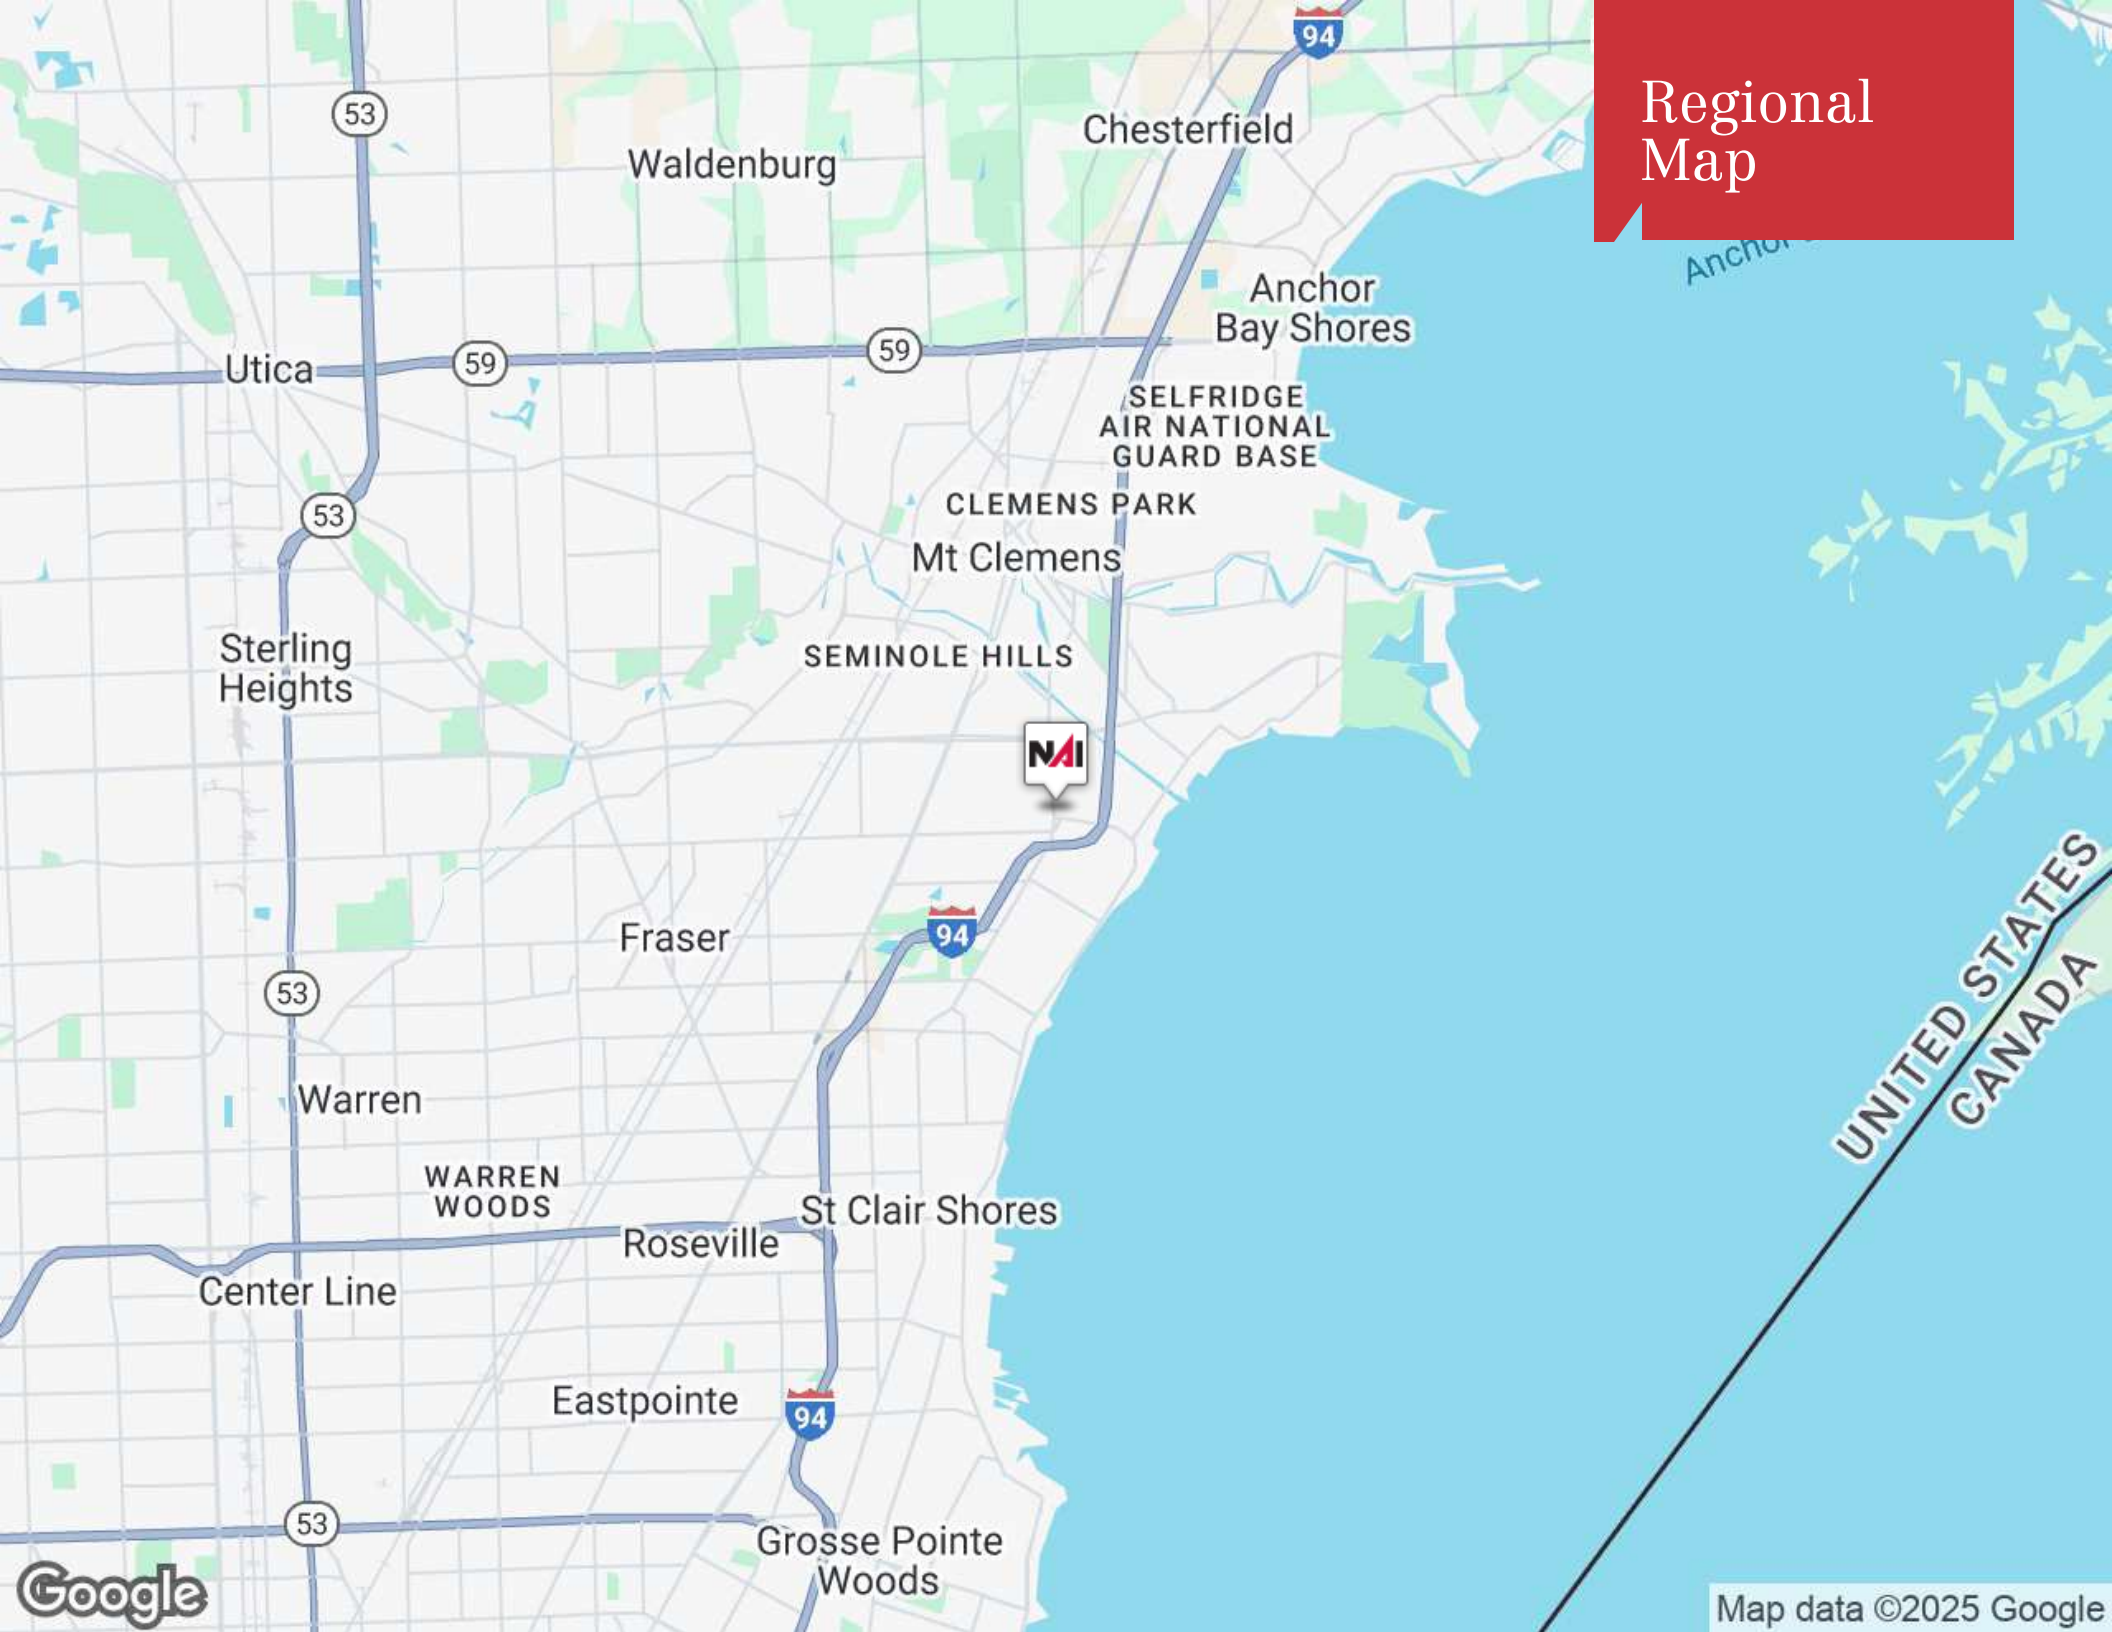 94
Regional
Map
53
Chesterfield
Waldenburg
Anchor
Anchor
Bay Shores
59
59
Utica
SELFRIDGE
AIR NATIONAL
GUARD BASE
CLEMENS PARK
53
Mt Clemens
Sterling
Heights
SEMINOLE HILLS
NAI
UNITED STATES
CANADA
Fraser
94
53
Warren
WARREN
WOODS
St Clair Shores
Roseville
Center Line
Eastpointe
94
53
Grosse Pointe
Woods
Google
Map data ©2025 Google